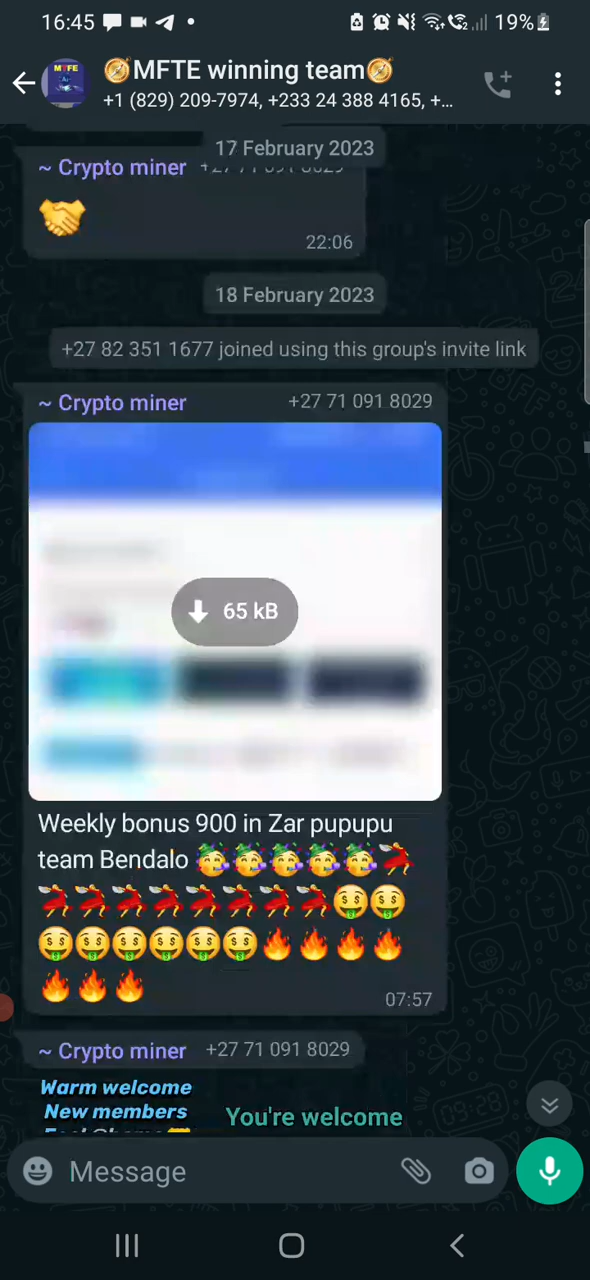 16:45
19%
MFTE winning team
+1 (829) 209-7974, +233 24 388 4165, +...
17 February 2023
~ Crypto miner
22:06
18 February 2023
+27 82 351 1677 joined using this group's invite link
~ Crypto miner +27 71 091 8029
65 kB
Weekly bonus 900 in Zar pupupu
team Bendalo
07:57
~ Crypto miner +27 71 091 8029
Warm welcome
New members
You're welcome
Message